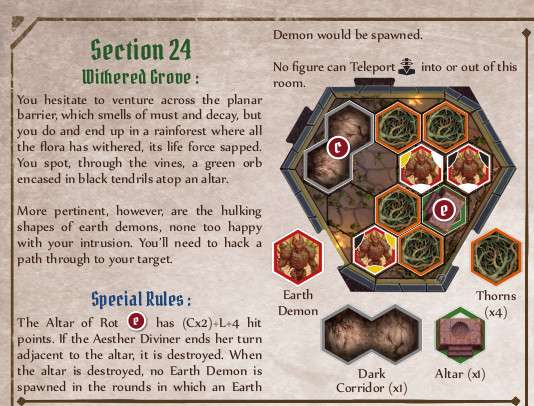 Section 24
Withered Grove :
You hesitate to venture across the planar
barrier, which smells of must and decay, but
you do and end up in a rainforest where all
the flora has withered, its life force sapped.
You spot, through the vines, a green orb
encased in black tendrils atop an altar.
More pertinent, however, are the hulking
shapes of earth demons, none too happy
with your intrusion. You'll need to hack a
path through to your target.
Special Rules :
The Altar of Rot e has (Cx2)+L+4 hit
points. If the Aesther Diviner ends her turn
adjacent to the altar, it is destroyed. When
the altar is destroyed, no Earth Demon is
spawned in the rounds in which an Earth
Demon would be spawned.
No figure can Teleport into or out of this
room.
c
e
Earth
Demon
Thorns
(x4)
Dark
Corridor (x1)
Altar (x1)